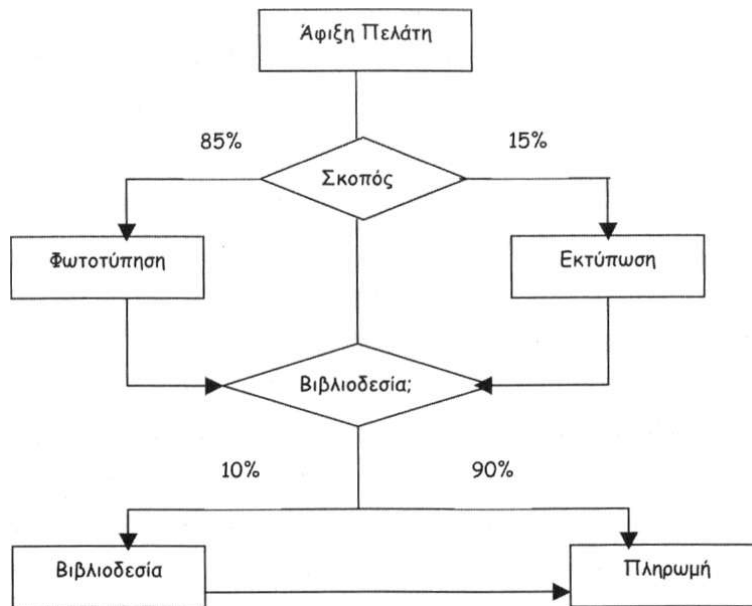 Άφιξη Πελάτη
85%
15%
Σκοπός
Φωτοτύπηση
Εκτύπωση
Βιβλιοδεσία;
10%
90%
Βιβλιοδεσία
Πληρωμή